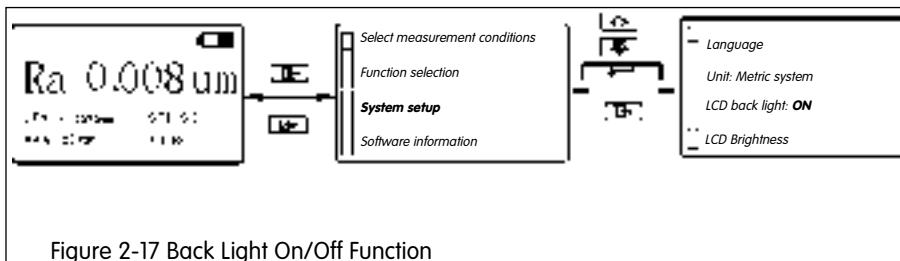 Ra 0.008um
Select measurement conditions
Function selection
System setup
Software information
Language
Unit: Metric system
LCD back light: ON
LCD Brightness
Figure 2-17 Back Light On/Off Function